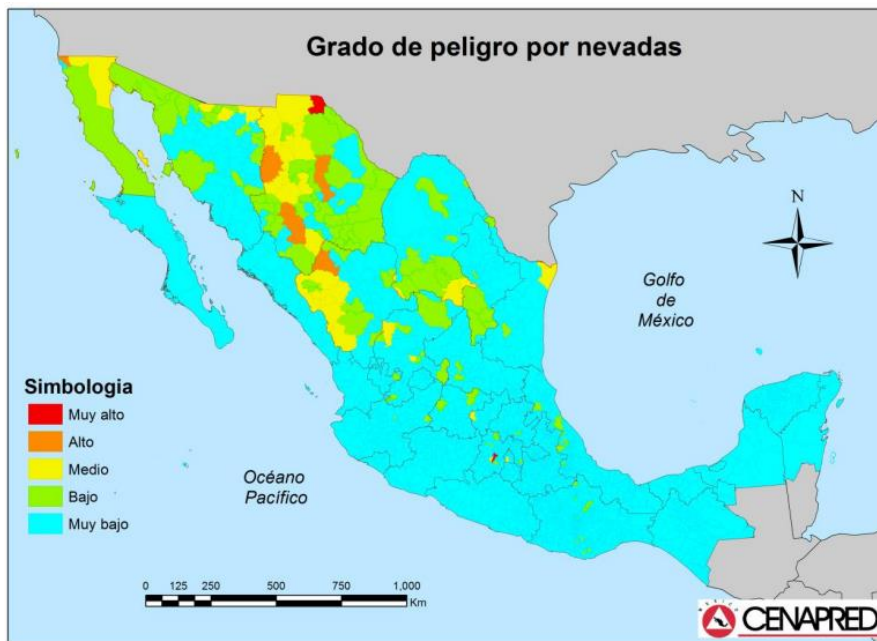 Grado de peligro por nevadas
N
Golfo
de
México
Simbologia
Muy alto
Alto
Medio
Bajo
Muy bajo
Océano
Pacífico
0 125 250 500 750 1,000
Km
MEXICO
CENAPRED